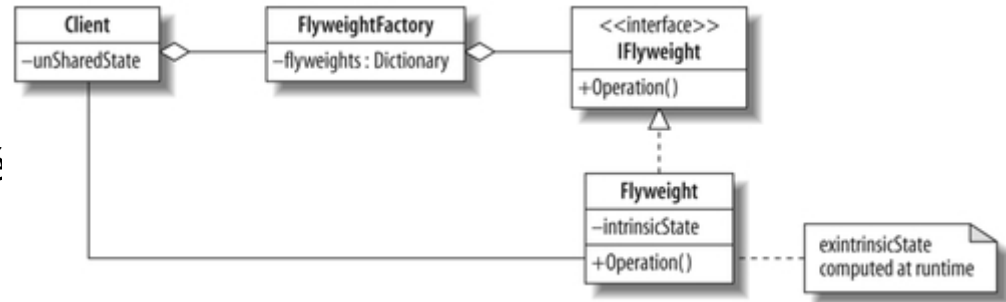 Client
–unSharedState
FlyweightFactory
–flyweights : Dictionary
<<interface>>
IFlyweight
+Operation()
Flyweight
–intrinsicState
+Operation()
exintrinsicState
computed at runtime